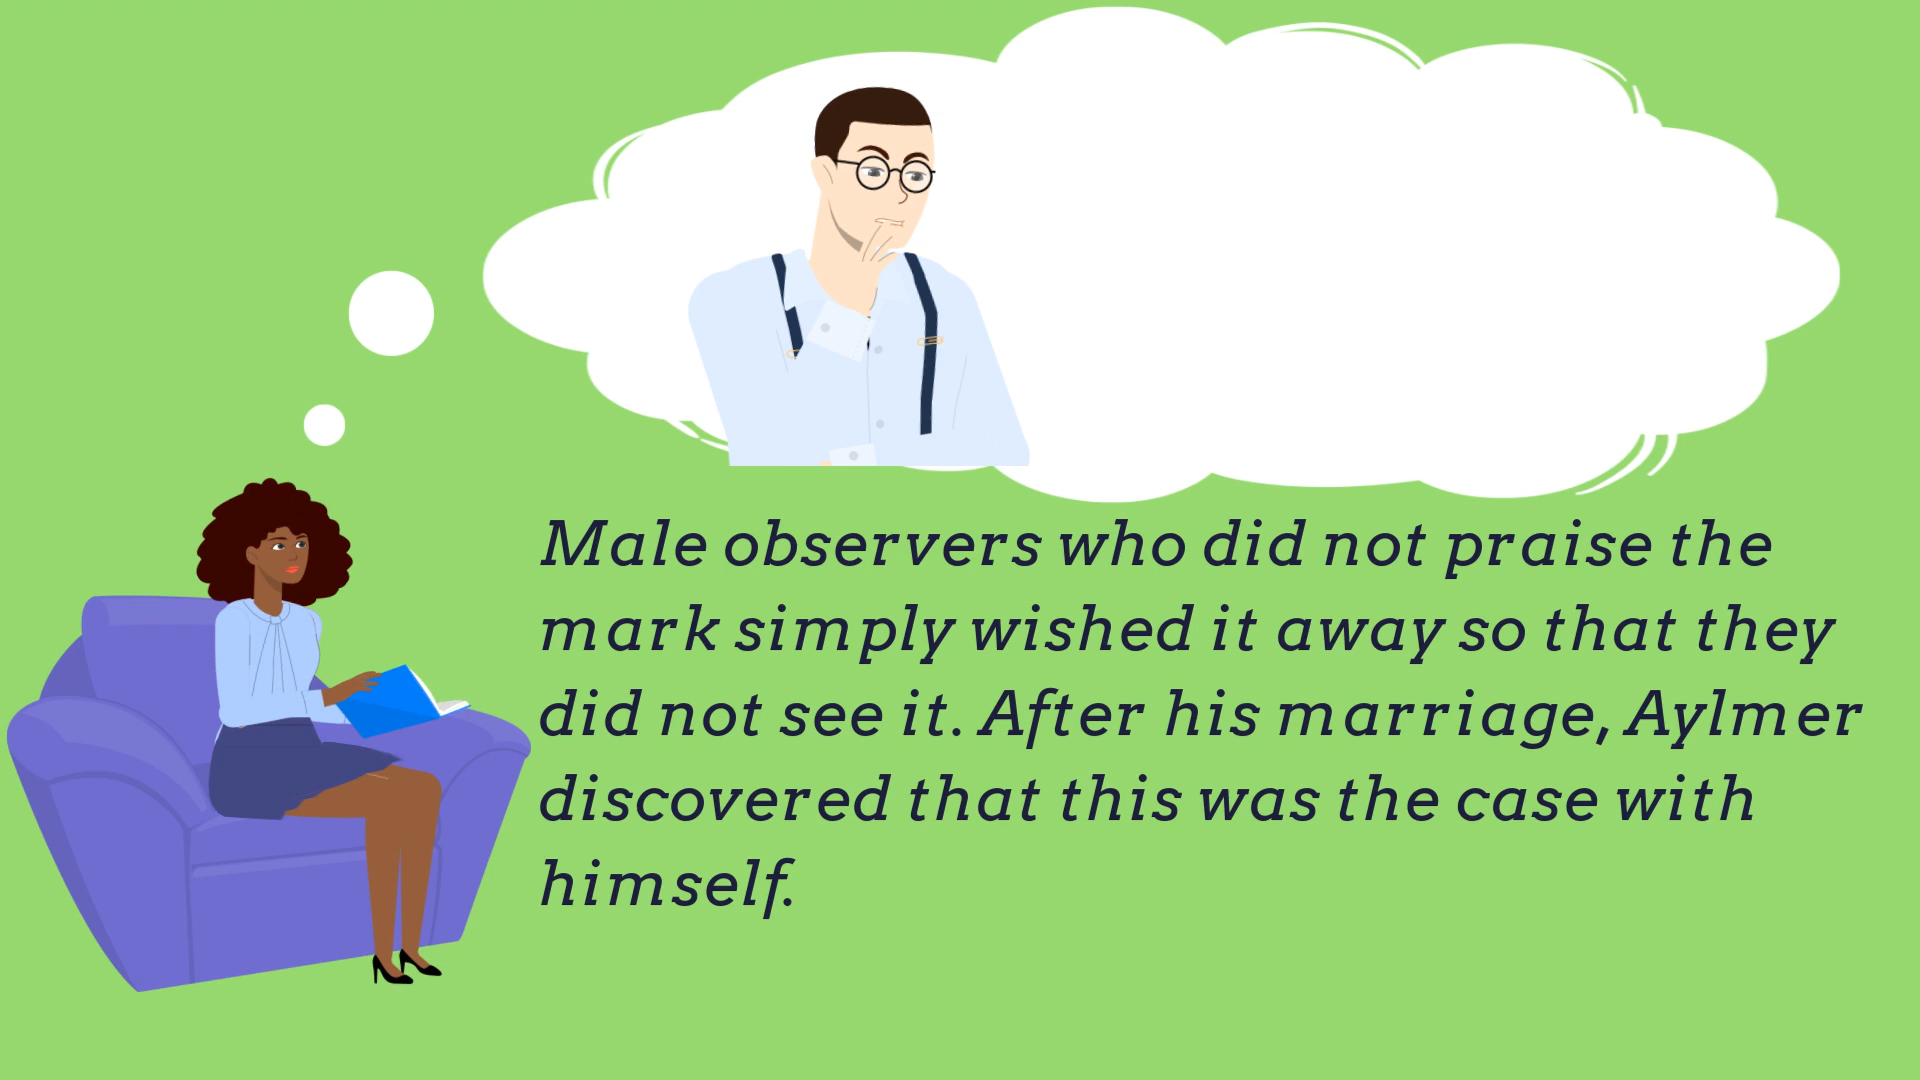 Male observers who did not praise the
mark simply wished it away so that they
did not see it. After his marriage, Aylmer
discovered that this was the case with
himself.